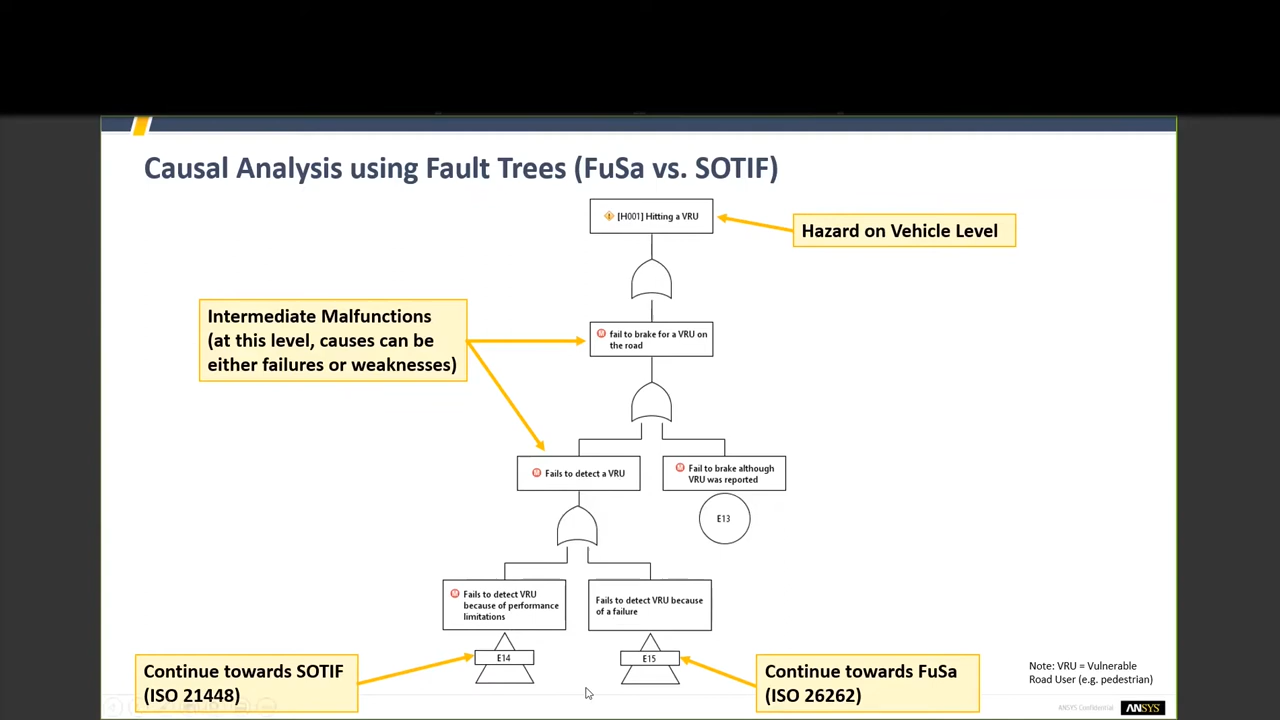 Causal Analysis using Fault Trees (FuSa vs. SOTIF)
[H001] Hitting a VRU
Hazard on Vehicle Level
Intermediate Malfunctions
(at this level, causes can be
either failures or weaknesses)
fail to brake for a VRU on
the road
Fails to detect a VRU
Fail to brake although
VRU was reported
E13
Fails to detect VRU
because of performance
limitations
Fails to detect VRU because
of a failure
E14
E15
Continue towards SOTIF
(ISO 21448)
Continue towards FuSa
(ISO 26262)
Note: VRU = Vulnerable
Road User (e.g. pedestrian)
ANSYS Confidential
ANSYS